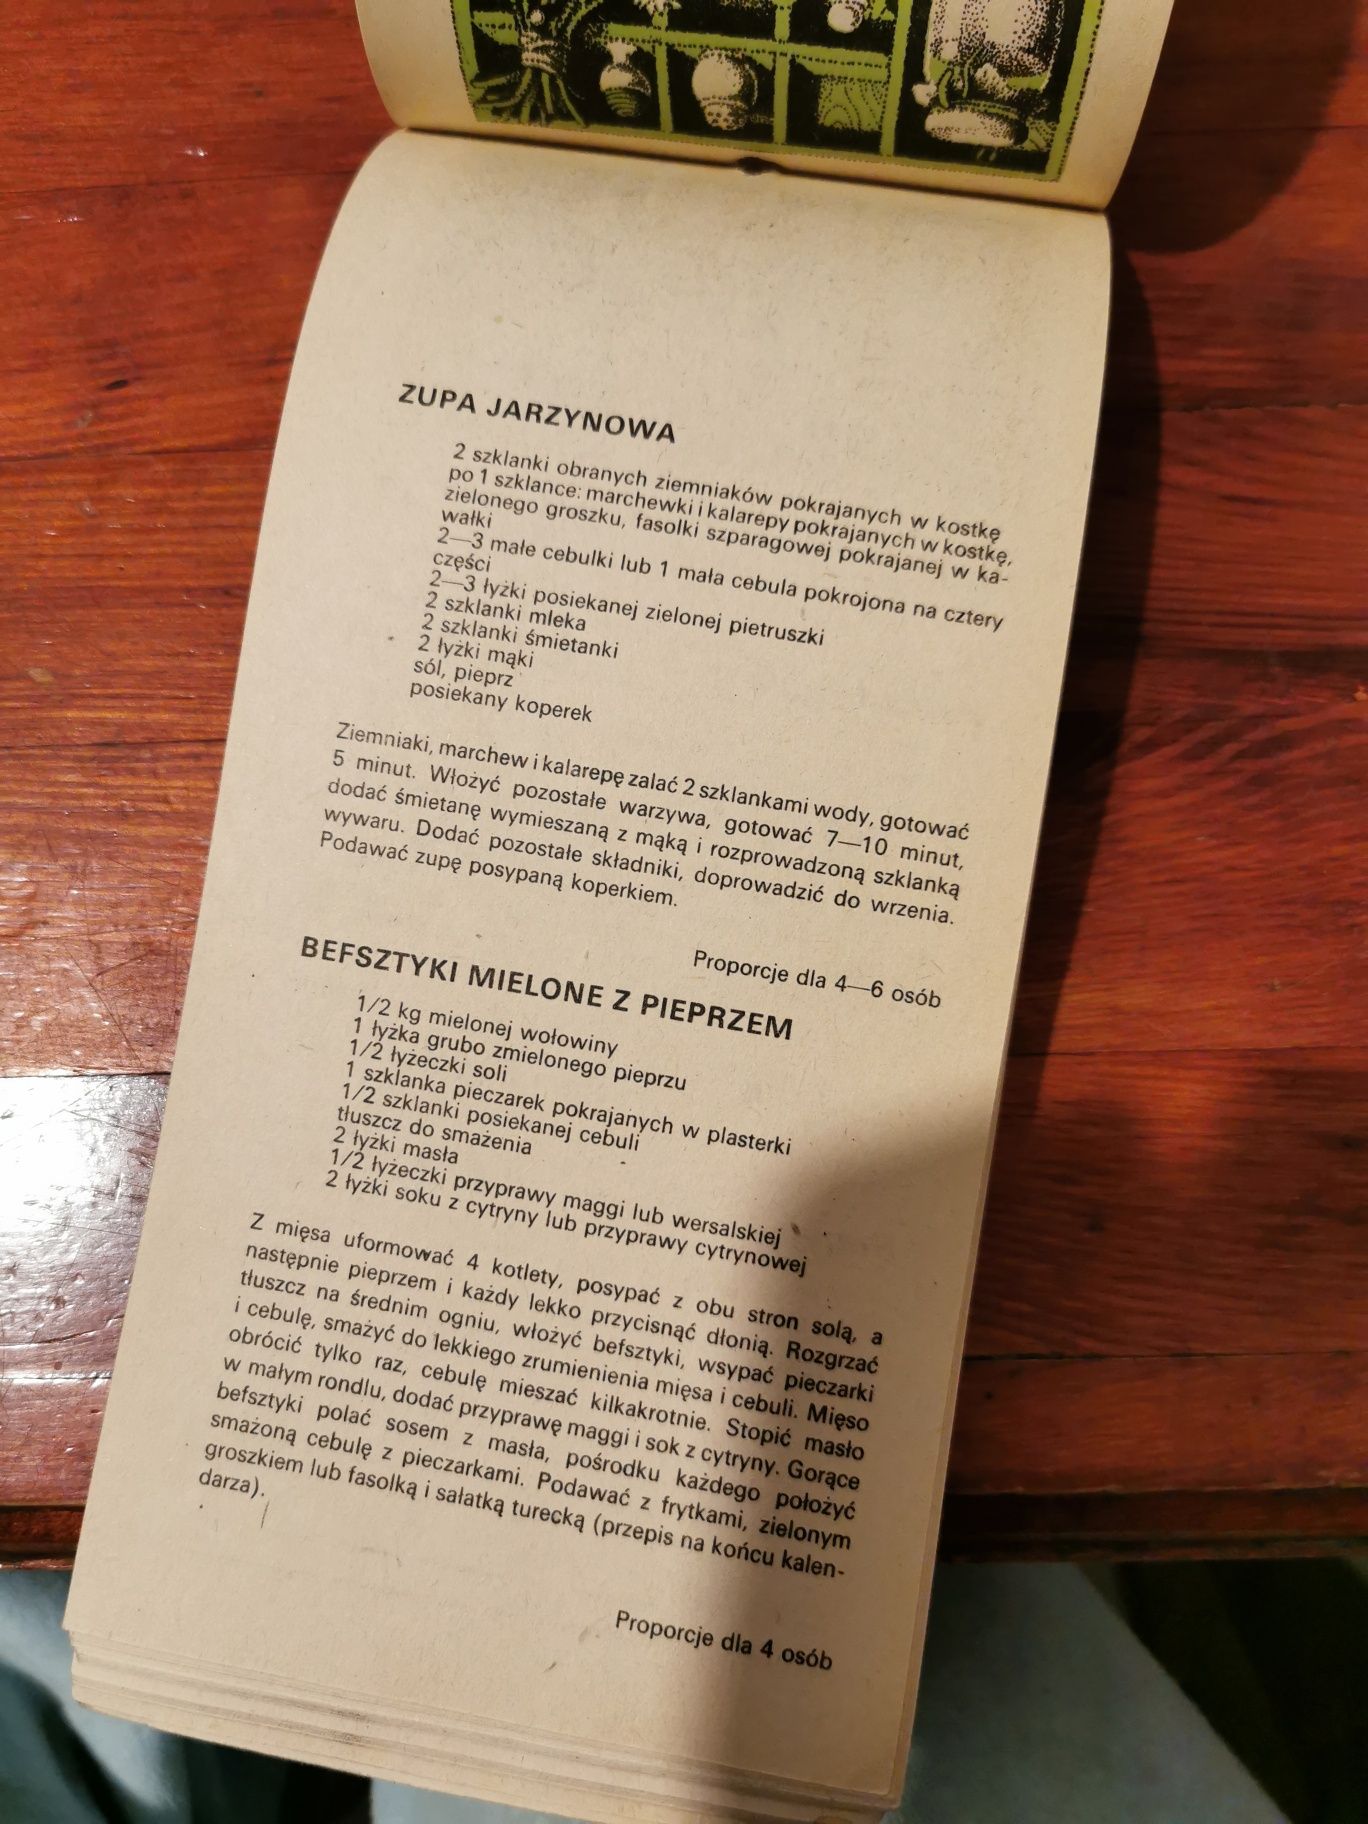 ZUPA JARZYNOWA
2 szklanki obranych ziemniaków pokrajanych w kostkę
po 1 szklance: marchewki i kalarepy pokrajanych w kostkę,
zielonego groszku, fasolki szparagowej pokrajanej w ka-
wałki
2—3 małe cebulki lub 1 mała cebula pokrojona na cztery
części
2—3 łyżki posiekanej zielonej pietruszki
2 szklanki mleka
2 szklanki śmietanki
2 łyżki mąki
sól, pieprz
posiekany koperek
Ziemniaki, marchew i kalarepę zalać 2 szklankami wody, gotować
5 minut. Włożyć pozostałe warzywa, gotować 7—10 minut,
dodać śmietanę wymieszaną z mąką i rozprowadzoną szklanką
wywaru. Dodać pozostałe składniki, doprowadzić do wrzenia.
Podawać zupę posypaną koperkiem.
Proporcje dla 4—6 osób
BEFSZTYKI MIELONE Z PIEPRZEM
1/2 kg mielonej wołowiny
1 łyżka grubo zmielonego pieprzu
1/2 łyżeczki soli
1 szklanka pieczarek pokrajanych w plasterki
1/2 szklanki posiekanej cebuli
tłuszcz do smażenia
2 łyżki masła
1/2 łyżeczki przyprawy maggi lub wersalskiej
2 łyżki soku z cytryny lub przyprawy cytrynowej
Z mięsa uformować 4 kotlety, posypać z obu stron solą, a
następnie pieprzem i każdy lekko przycisnąć dłonią. Rozgrzać
tłuszcz na średnim ogniu, włożyć befsztyki, wsypać pieczarki
i cebulę, smażyć do lekkiego zrumienienia mięsa i cebuli. Mięso
obrócić tylko raz, cebulę mieszać kilkakrotnie. Stopić masło
w małym rondlu, dodać przyprawę maggi i sok z cytryny. Gorące
befsztyki polać sosem z masła, pośrodku każdego położyć
smażoną cebulę z pieczarkami. Podawać z frytkami, zielonym
groszkiem lub fasolką i sałatką turecką (przepis na końcu kalen-
darza).
Proporcje dla 4 osób